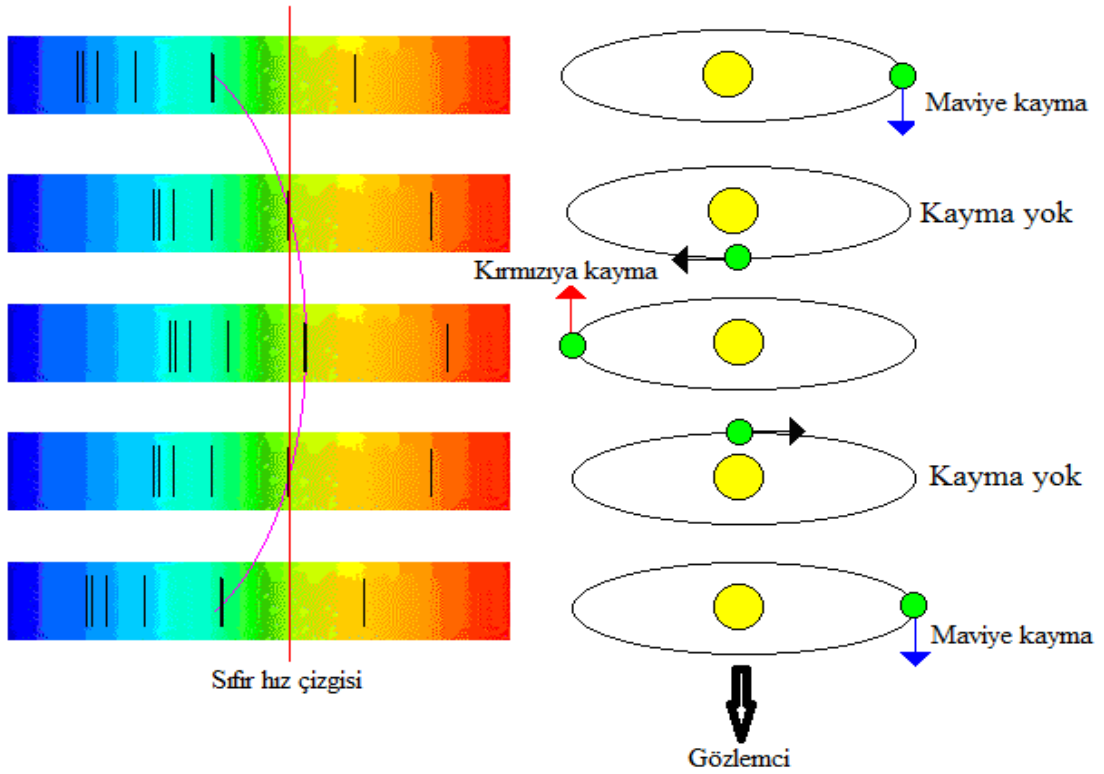 Maviye kayma
Kayma yok
Kırmızıya kayma
Kayma yok
Maviye kayma
Sıfır hız çizgisi
Gözlemci